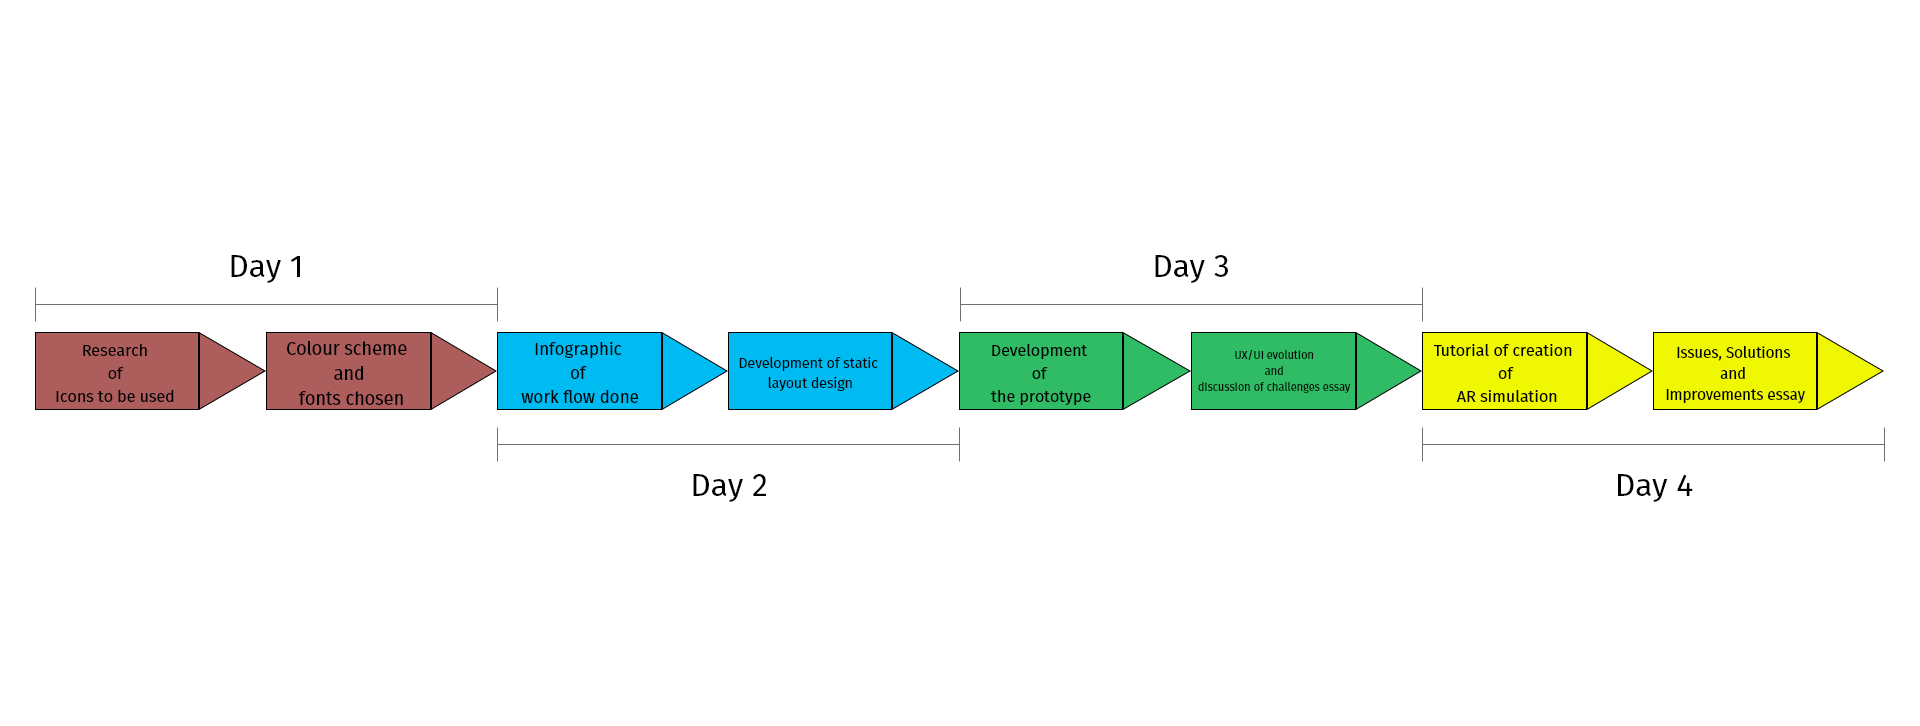 Day 1
Day 3
Research
of
Icons to be used
Colour scheme
and
fonts chosen
Infographic
of
work flow done
Development of static
layout design
Development
of
the prototype
UX/UI evolution
and
discussion of challenges essay
Tutorial of creation
of
AR simulation
Issues, Solutions
and
Improvements essay
Day 2
Day 4